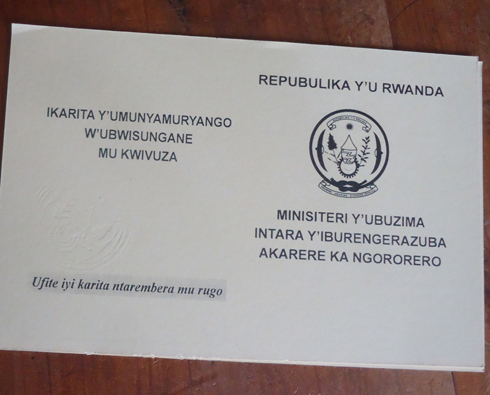 IKARITA Y'UMUNYAMURYANGO
W'UBWISUNGANE
MU KWIVUZA
Ufite iyi karita ntarembera mu rugo
REPUBULIKA Y'U RWANDA
MINISITERI Y'UBUZIMA
INTARA Y'IBURENGERAZUBA
AKARERE KA NGORORERO